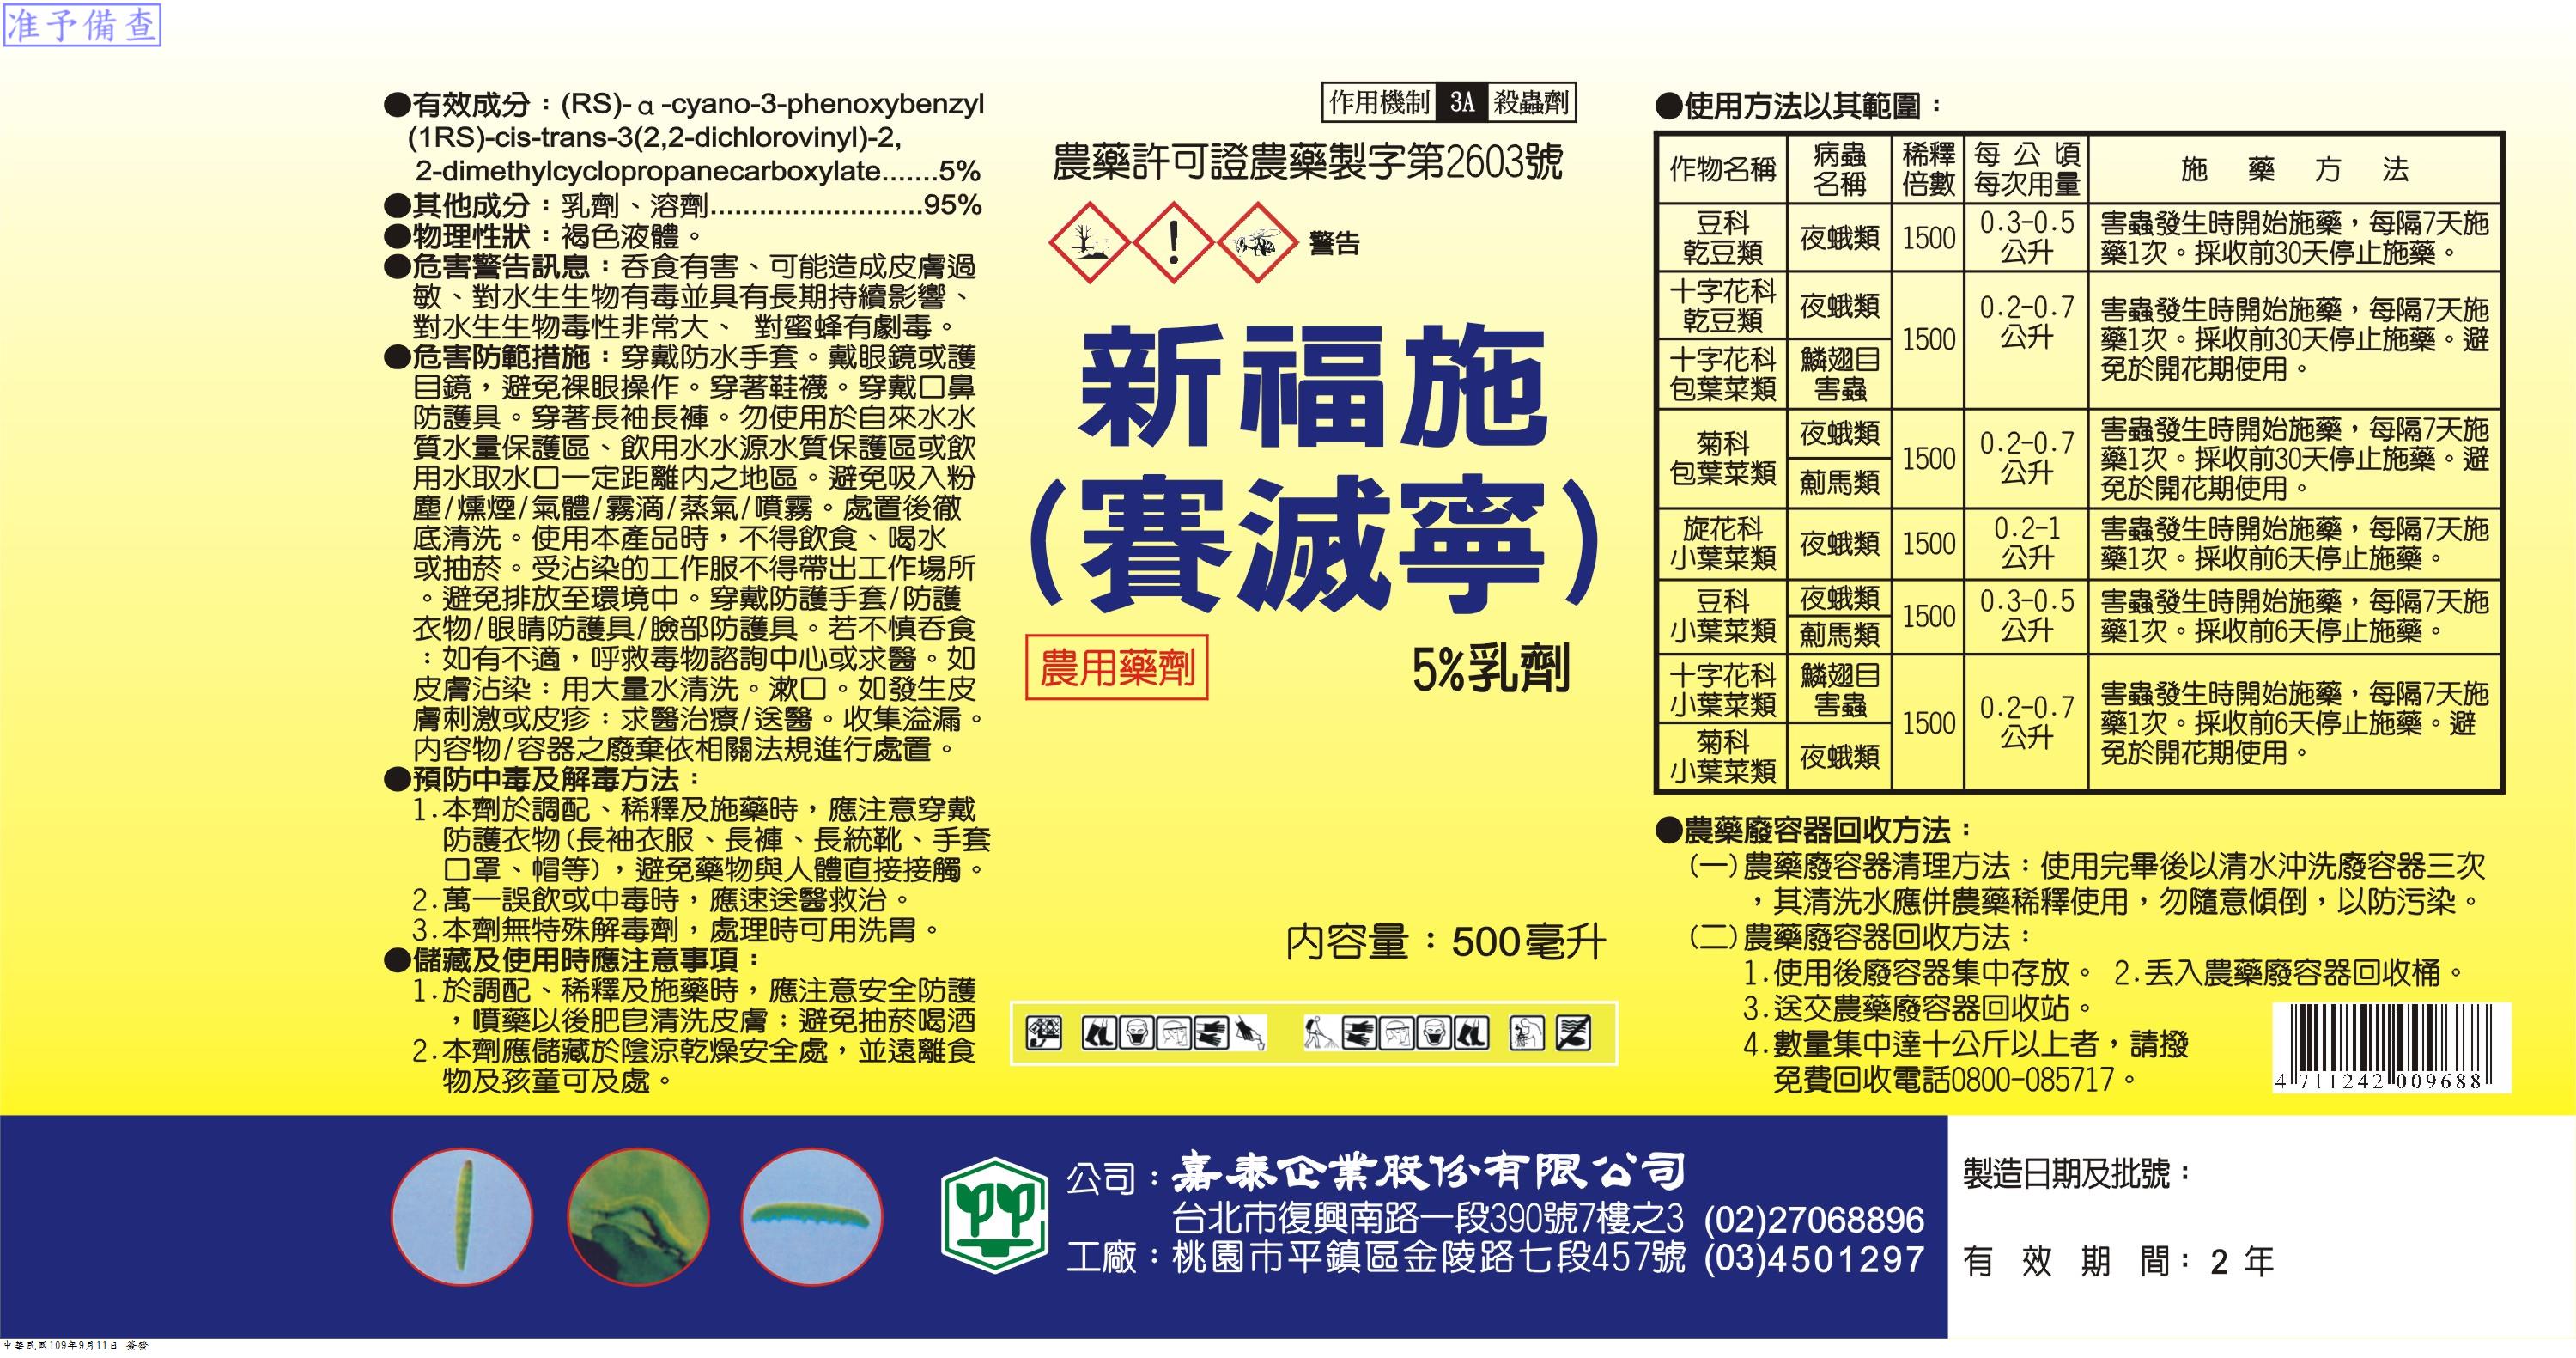 准予備查
●有效成分：(RS)-α-cyano-3-phenoxybenzyl
(1RS)-cis-trans-3(2,2-dichlorovinyl)-2,
2-dimethylcyclopropanecarboxylate.......5%
●其他成分：乳劑、溶劑..........................95%
●物理性狀：褐色液體。
●危害警告訊息：吞食有害、可能造成皮膚過
敏、對水生生物有毒並具有長期持續影響、
對水生生物毒性非常大、 對蜜蜂有劇毒。
●危害防範措施：穿戴防水手套。戴眼鏡或護
目鏡，避免裸眼操作。穿著鞋襪。穿戴口鼻
防護具。穿著長袖長褲。勿使用於自來水水
質水量保護區、飲用水水源水質保護區或飲
用水取水口一定距離內之地區。避免吸入粉
塵/燻煙/氣體/霧滴/蒸氣/噴霧。處置後徹
底清洗。使用本產品時，不得飲食、喝水
或抽菸。受沾染的工作服不得帶出工作場所
。避免排放至環境中。穿戴防護手套/防護
衣物/眼睛防護具/臉部防護具。若不慎吞食
：如有不適，呼救毒物諮詢中心或求醫。如
皮膚沾染：用大量水清洗。漱口。如發生皮
膚刺激或皮疹：求醫治療/送醫。收集溢漏。
內容物/容器之廢棄依相關法規進行處置。
●預防中毒及解毒方法：
1.本劑於調配、稀釋及施藥時，應注意穿戴
防護衣物(長袖衣服、長褲、長統靴、手套
口罩、帽等)，避免藥物與人體直接接觸。
2.萬一誤飲或中毒時，應速送醫救治。
3.本劑無特殊解毒劑，處理時可用洗胃。
●儲藏及使用時應注意事項：
1.於調配、稀釋及施藥時，應注意安全防護
，噴藥以後肥皂清洗皮膚；避免抽菸喝酒
2.本劑應儲藏於陰涼乾燥安全處，並遠離食
物及孩童可及處。
作用機制 3A 殺蟲劑
農藥許可證農藥製字第2603號
警告
新福施
(賽滅寧)
農用藥劑
5%乳劑
內容量：500毫升
●使用方法以其範圍：
作物名稱 病蟲名稱 稀釋倍數 每公頃每次用量 施藥方法
豆科乾豆類 夜蛾類 1500 0.3-0.5公升 害蟲發生時開始施藥，每隔7天施
藥1次。採收前30天停止施藥。
十字花科乾豆類 夜蛾類 1500 0.2-0.7公升 害蟲發生時開始施藥，每隔7天施
藥1次。採收前30天停止施藥。避
免於開花期使用。
十字花科包葉菜類 鱗翅目害蟲
菊科包葉菜類 夜蛾類 1500 0.2-0.7公升 害蟲發生時開始施藥，每隔7天施
藥1次。採收前30天停止施藥。避
免於開花期使用。
薊馬類
旋花科小葉菜類 夜蛾類 1500 0.2-1公升 害蟲發生時開始施藥，每隔7天施
藥1次。採收前6天停止施藥。
豆科小葉菜類 夜蛾類 1500 0.3-0.5公升 害蟲發生時開始施藥，每隔7天施
藥1次。採收前6天停止施藥。
薊馬類
十字花科小葉菜類 鱗翅目害蟲 1500 0.2-0.7公升 害蟲發生時開始施藥，每隔7天施
藥1次。採收前6天停止施藥。避
免於開花期使用。
菊科小葉菜類 夜蛾類
●農藥廢容器回收方法：
(一)農藥廢容器清理方法：使用完畢後以清水沖洗廢容器三次
，其清洗水應併農藥稀釋使用，勿隨意傾倒，以防污染。
(二)農藥廢容器回收方法：
1.使用後廢容器集中存放。 2.丟入農藥廢容器回收桶。
3.送交農藥廢容器回收站。
4.數量集中達十公斤以上者，請撥
免費回收電話0800-085717。
4 711242 009688
公司：嘉泰企業股份有限公司
台北市復興南路一段390號7樓之3 (02)27068896
工廠：桃園市平鎮區金陵路七段457號 (03)4501297
製造日期及批號：
有效期間：2 年
中華民國109年9月11日 簽發